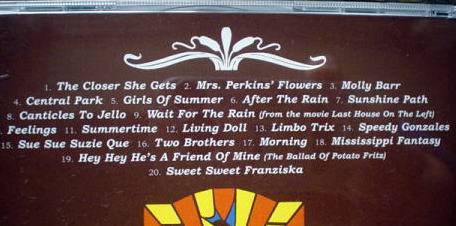 1. The Closer She Gets 2. Mrs. Perkins' Flowers 3. Molly Barr
4. Central Park 5. Girls Of Summer 6. After The Rain 7. Sunshine Path
8. Canticles To Jello 9. Wait For The Rain (from the movie Last House On The Left)
. Feelings 11. Summertime 12. Living Doll 13. Limbo Trix 14. Speedy Gonzales
15. Sue Sue Suzie Que 16. Two Brothers 17. Morning 18. Mississippi Fantasy
19. Hey Hey He's A Friend Of Mine (The Ballad Of Potato Fritz)
20. Sweet Sweet Franziska